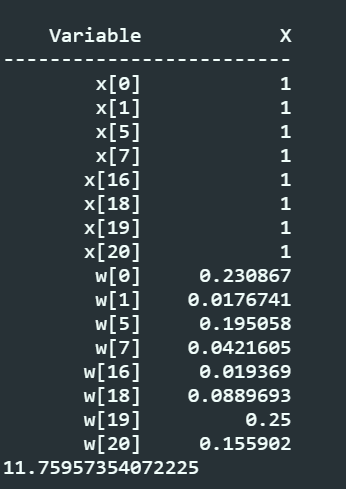 Variable X
-------------------------
x[0] 1
x[1] 1
x[5] 1
x[7] 1
x[16] 1
x[18] 1
x[19] 1
x[20] 1
w[0] 0.230867
w[1] 0.0176741
w[5] 0.195058
w[7] 0.0421605
w[16] 0.019369
w[18] 0.0889693
w[19] 0.25
w[20] 0.155902
11.75957354072225